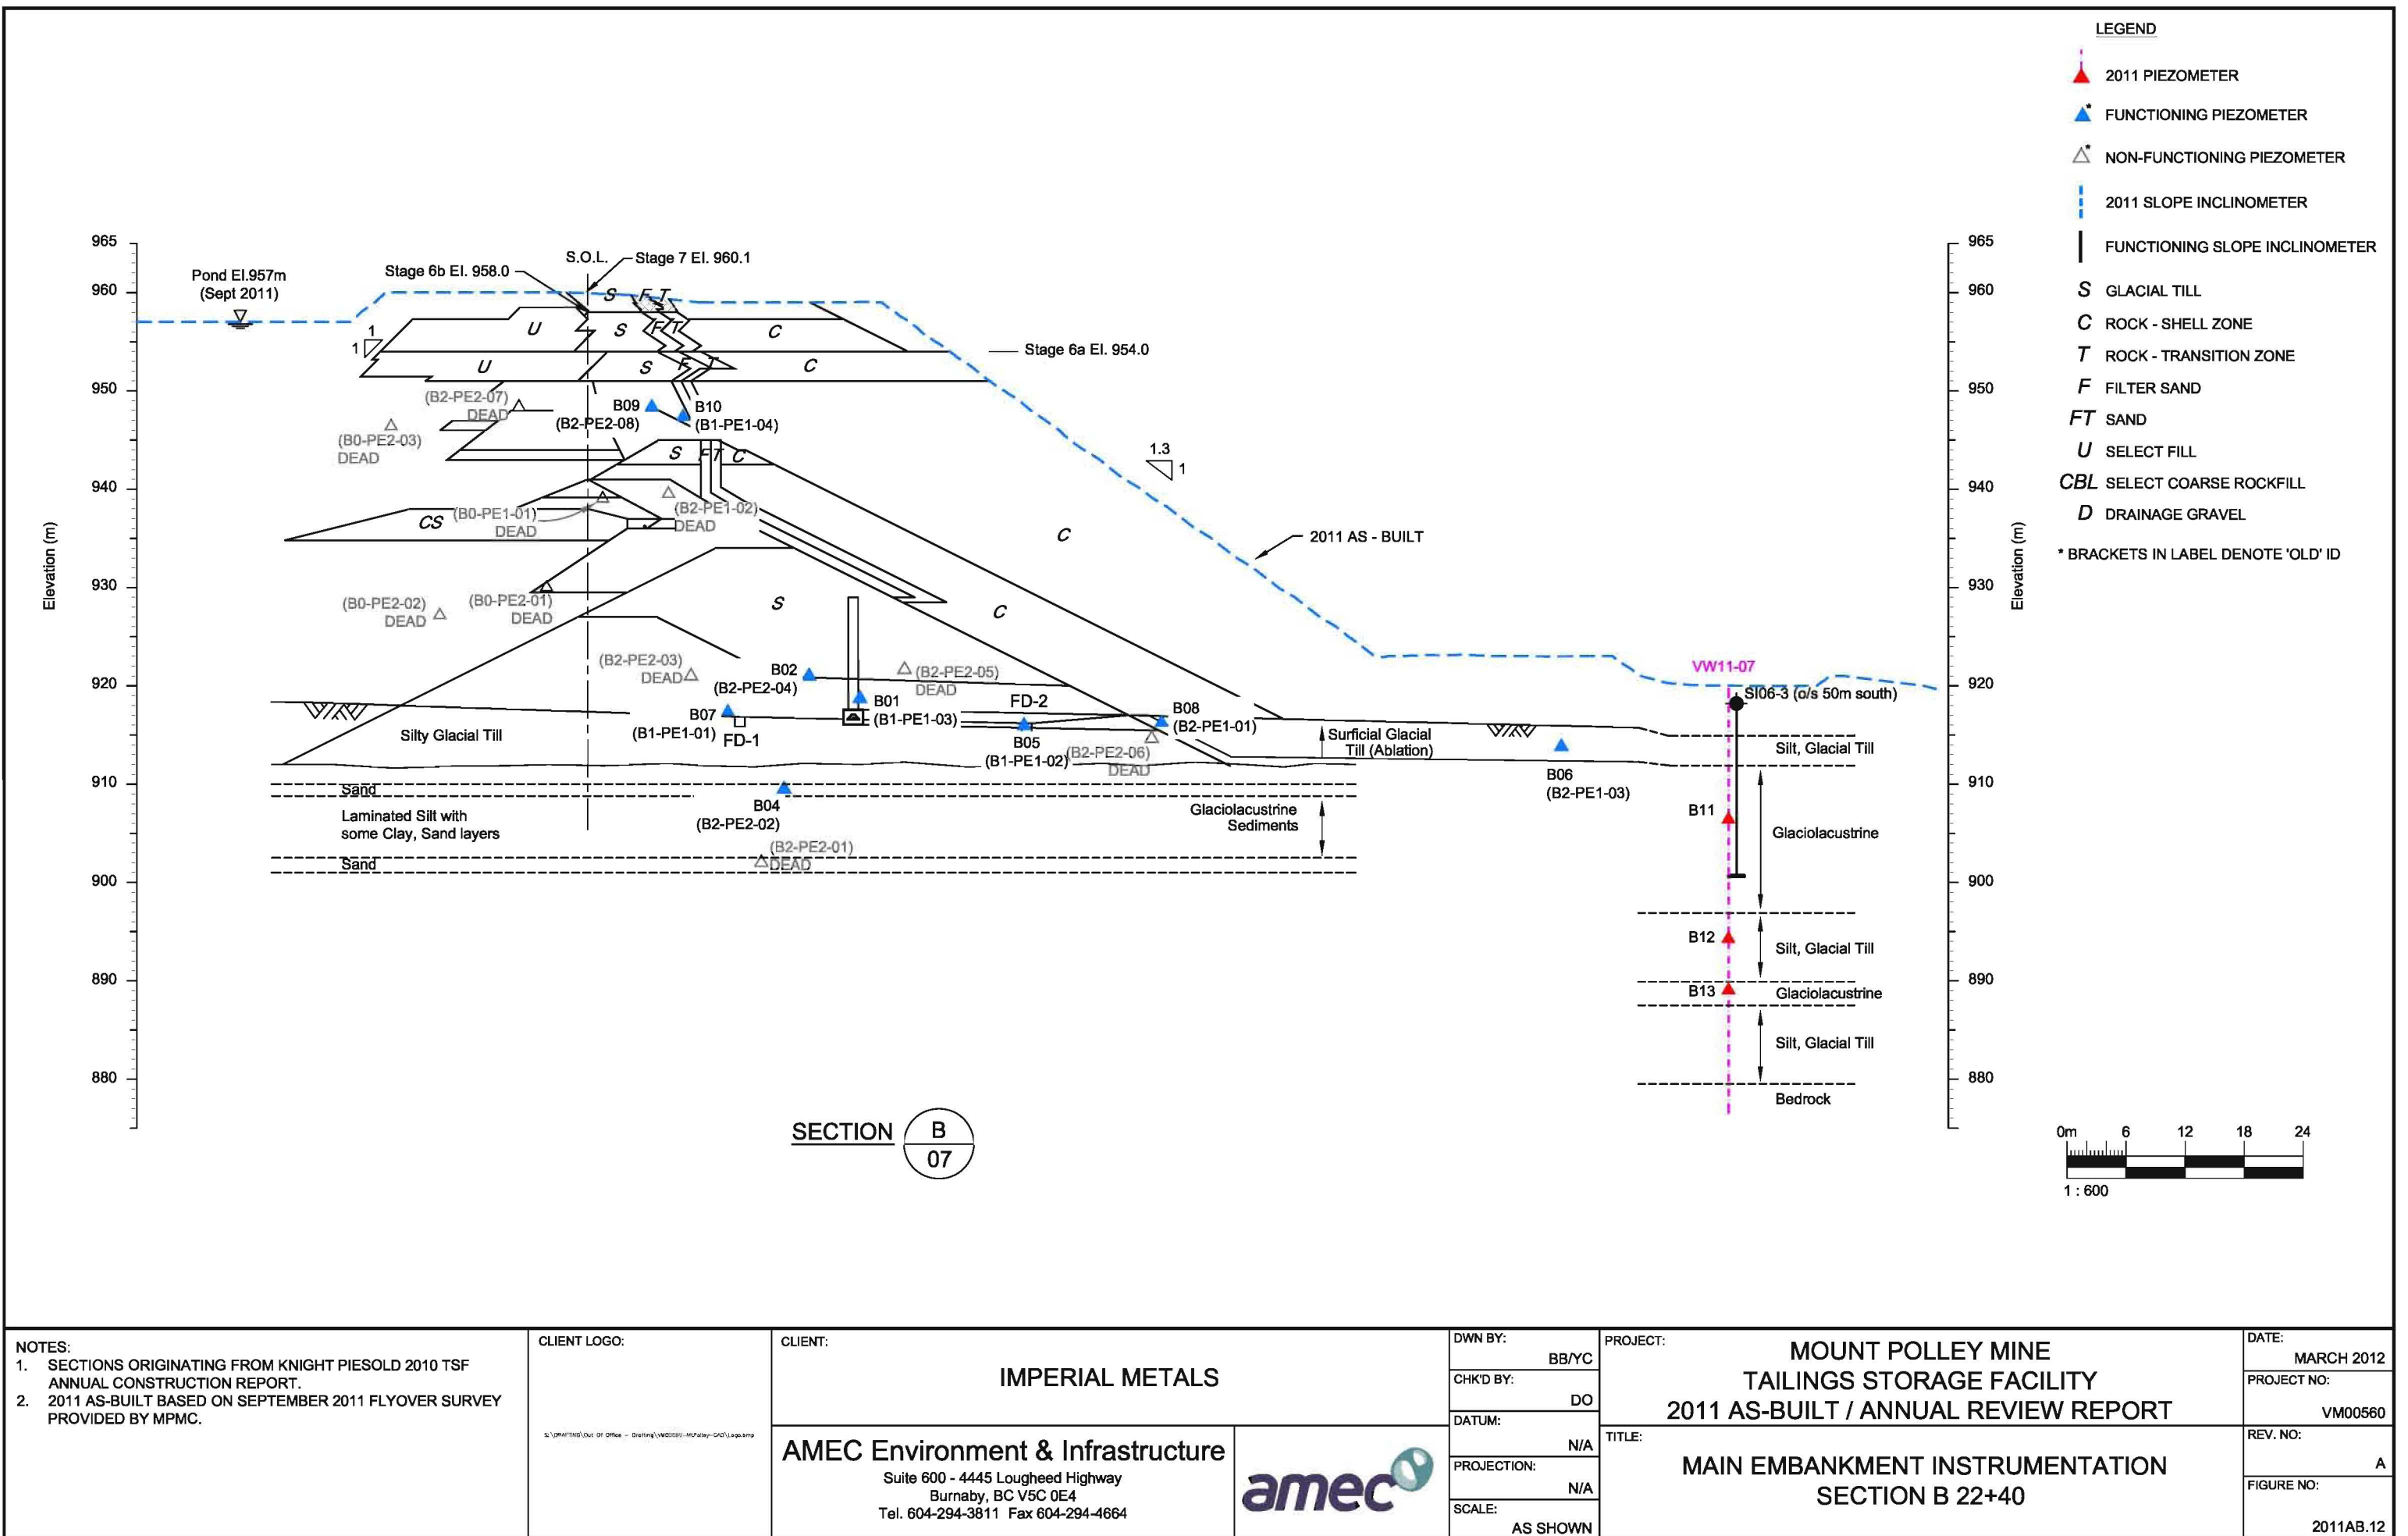 LEGEND
2011 PIEZOMETER
* FUNCTIONING PIEZOMETER
* NON-FUNCTIONING PIEZOMETER
2011 SLOPE INCLINOMETER
FUNCTIONING SLOPE INCLINOMETER
S GLACIAL TILL
C ROCK - SHELL ZONE
T ROCK - TRANSITION ZONE
F FILTER SAND
FT SAND
U SELECT FILL
CBL SELECT COARSE ROCKFILL
D DRAINAGE GRAVEL
* BRACKETS IN LABEL DENOTE 'OLD' ID
Elevation (m)
965
960
950
940
930
920
910
900
890
880
Pond El.957m
(Sept 2011)
Stage 6b El. 958.0
S.O.L.
Stage 7 El. 960.1
S F T
1
1
U S F T C
Stage 6a El. 954.0
U S F T C
(B2-PE2-07)
DEAD
B09
(B2-PE2-08)
B10
(B1-PE1-04)
(B0-PE2-03)
DEAD
S F T C
1.3
1
(B0-PE1-01)
DEAD
(B2-PE1-02)
DEAD
CS
C
2011 AS - BUILT
(B0-PE2-02)
DEAD
(B0-PE2-01)
DEAD
S
C
(B2-PE2-03)
DEAD
B02
(B2-PE2-04)
(B2-PE2-05)
DEAD
B07
(B1-PE1-01)
FD-1
B01
(B1-PE1-03)
FD-2
B05
(B1-PE1-02)
B08
(B2-PE1-01)
(B2-PE2-06)
DEAD
Silty Glacial Till
Surficial Glacial
Till (Ablation)
B06
(B2-PE1-03)
Sand
B04
(B2-PE2-02)
Laminated Silt with
some Clay, Sand layers
Glaciolacustrine
Sediments
(B2-PE2-01)
DEAD
Sand
VW11-07
SI06-3 (o/s 50m south)
Silt, Glacial Till
B11
Glaciolacustrine
B12
Silt, Glacial Till
B13
Glaciolacustrine
Silt, Glacial Till
Bedrock
965
960
950
940
930
920
910
900
890
880
Elevation (m)
SECTION B
07
0m 6 12 18 24
1 : 600
NOTES:
1. SECTIONS ORIGINATING FROM KNIGHT PIESOLD 2010 TSF
ANNUAL CONSTRUCTION REPORT.
2. 2011 AS-BUILT BASED ON SEPTEMBER 2011 FLYOVER SURVEY
PROVIDED BY MPMC.
CLIENT LOGO:
CLIENT:
IMPERIAL METALS
AMEC Environment & Infrastructure
Suite 600 - 4445 Lougheed Highway
Burnaby, BC V5C 0E4
Tel. 604-294-3811 Fax 604-294-4664
amec
DWN BY:
BB/YC
CHK'D BY:
DO
DATUM:
N/A
PROJECTION:
N/A
SCALE:
AS SHOWN
PROJECT:
MOUNT POLLEY MINE
TAILINGS STORAGE FACILITY
2011 AS-BUILT / ANNUAL REVIEW REPORT
TITLE:
MAIN EMBANKMENT INSTRUMENTATION
SECTION B 22+40
DATE:
MARCH 2012
PROJECT NO:
VM00560
REV. NO:
A
FIGURE NO:
2011AB.12